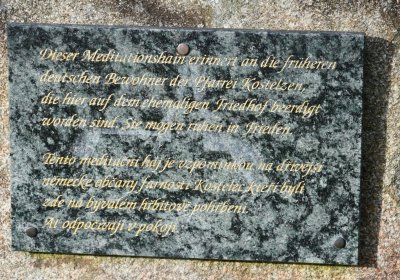 Dieser Meditationshain erinnert an die früheren
deutschen Bewohner der Pfarrei Kostelzen,
die hier auf dem ehemaligen Friedhof beerdigt
worden sind. Sie mögen ruhen in Frieden.
Tento meditační háj je vzpomínkou na dřívější
německé občany farnosti Kostelci, kteří byli
zde na bývalém hřbitově pohřbeni.
Ať odpočívají v pokoji.